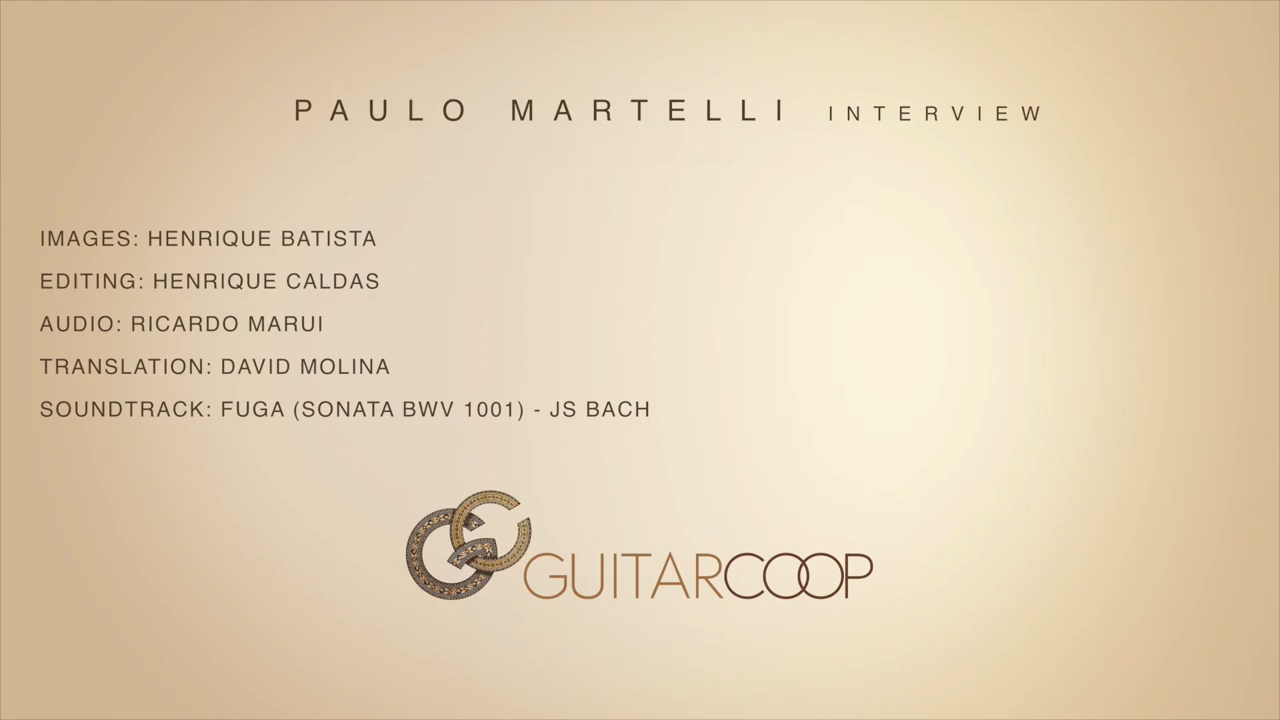 PAULO MARTELLI INTERVIEW
IMAGES: HENRIQUE BATISTA
EDITING: HENRIQUE CALDAS
AUDIO: RICARDO MARUI
TRANSLATION: DAVID MOLINA
SOUNDTRACK: FUGA (SONATA BWV 1001) - JS BACH
GUITARCOOP